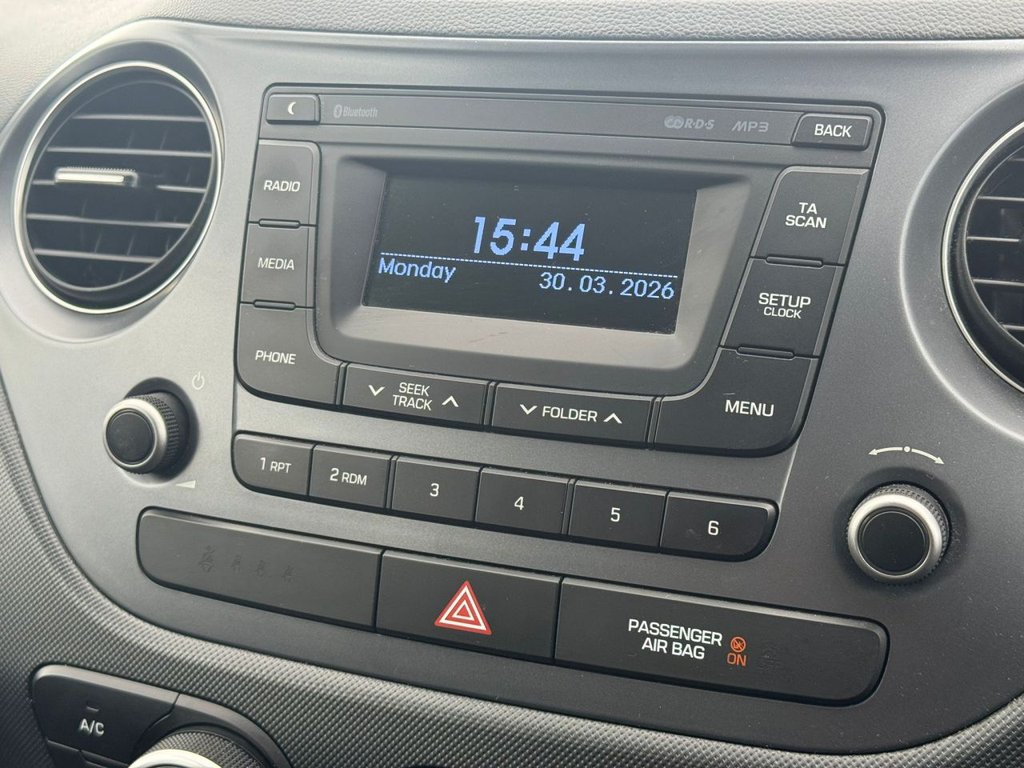 Bluetooth
R·D·S
MP3
BACK
RADIO
TA
SCAN
15:44
MEDIA
Monday
30.03.2026
SETUP
CLOCK
PHONE
SEEK
TRACK
FOLDER
MENU
1 RPT
2 RDM
3
4
5
6
PASSENGER
AIR BAG
ON
A/C